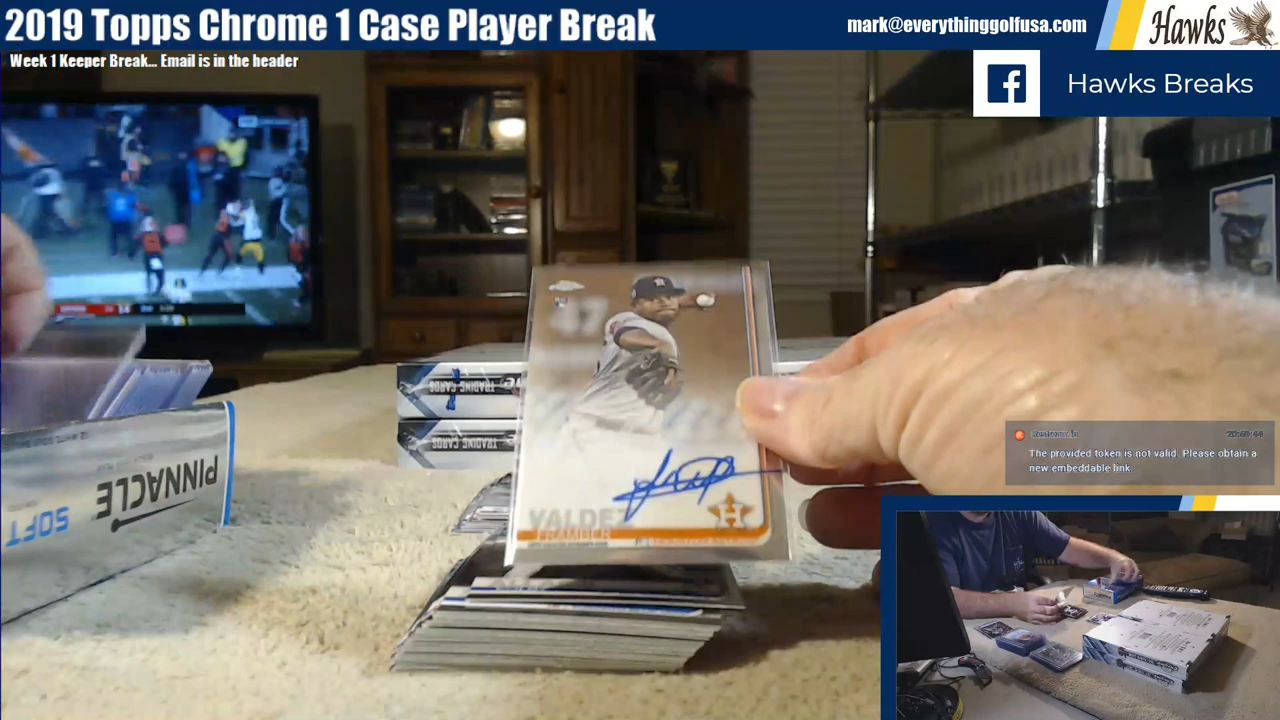 2019 Topps Chrome 1 Case Player Break
mark@everythinggolfusa.com
Hawks
Week 1 Keeper Break... Email is in the header
Hawks Breaks
47
TRADING CARDS
TRADING CARDS
The provided token is not valid. Please obtain a
new embeddable link.
PINNACLE
SOFT
VALDEZ
FRAMBER
H